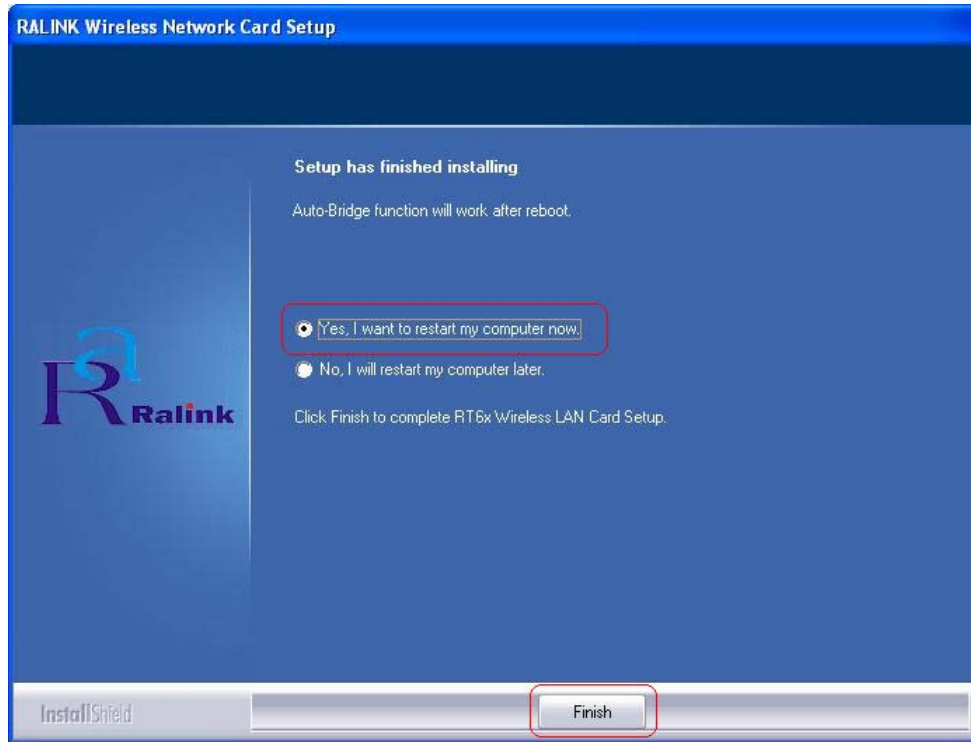 RALINK Wireless Network Card Setup
Setup has finished installing
Auto-Bridge function will work after reboot.
Yes, I want to restart my computer now.
No, I will restart my computer later.
Ralink
Click Finish to complete RT6x Wireless LAN Card Setup.
InstallShield
Finish